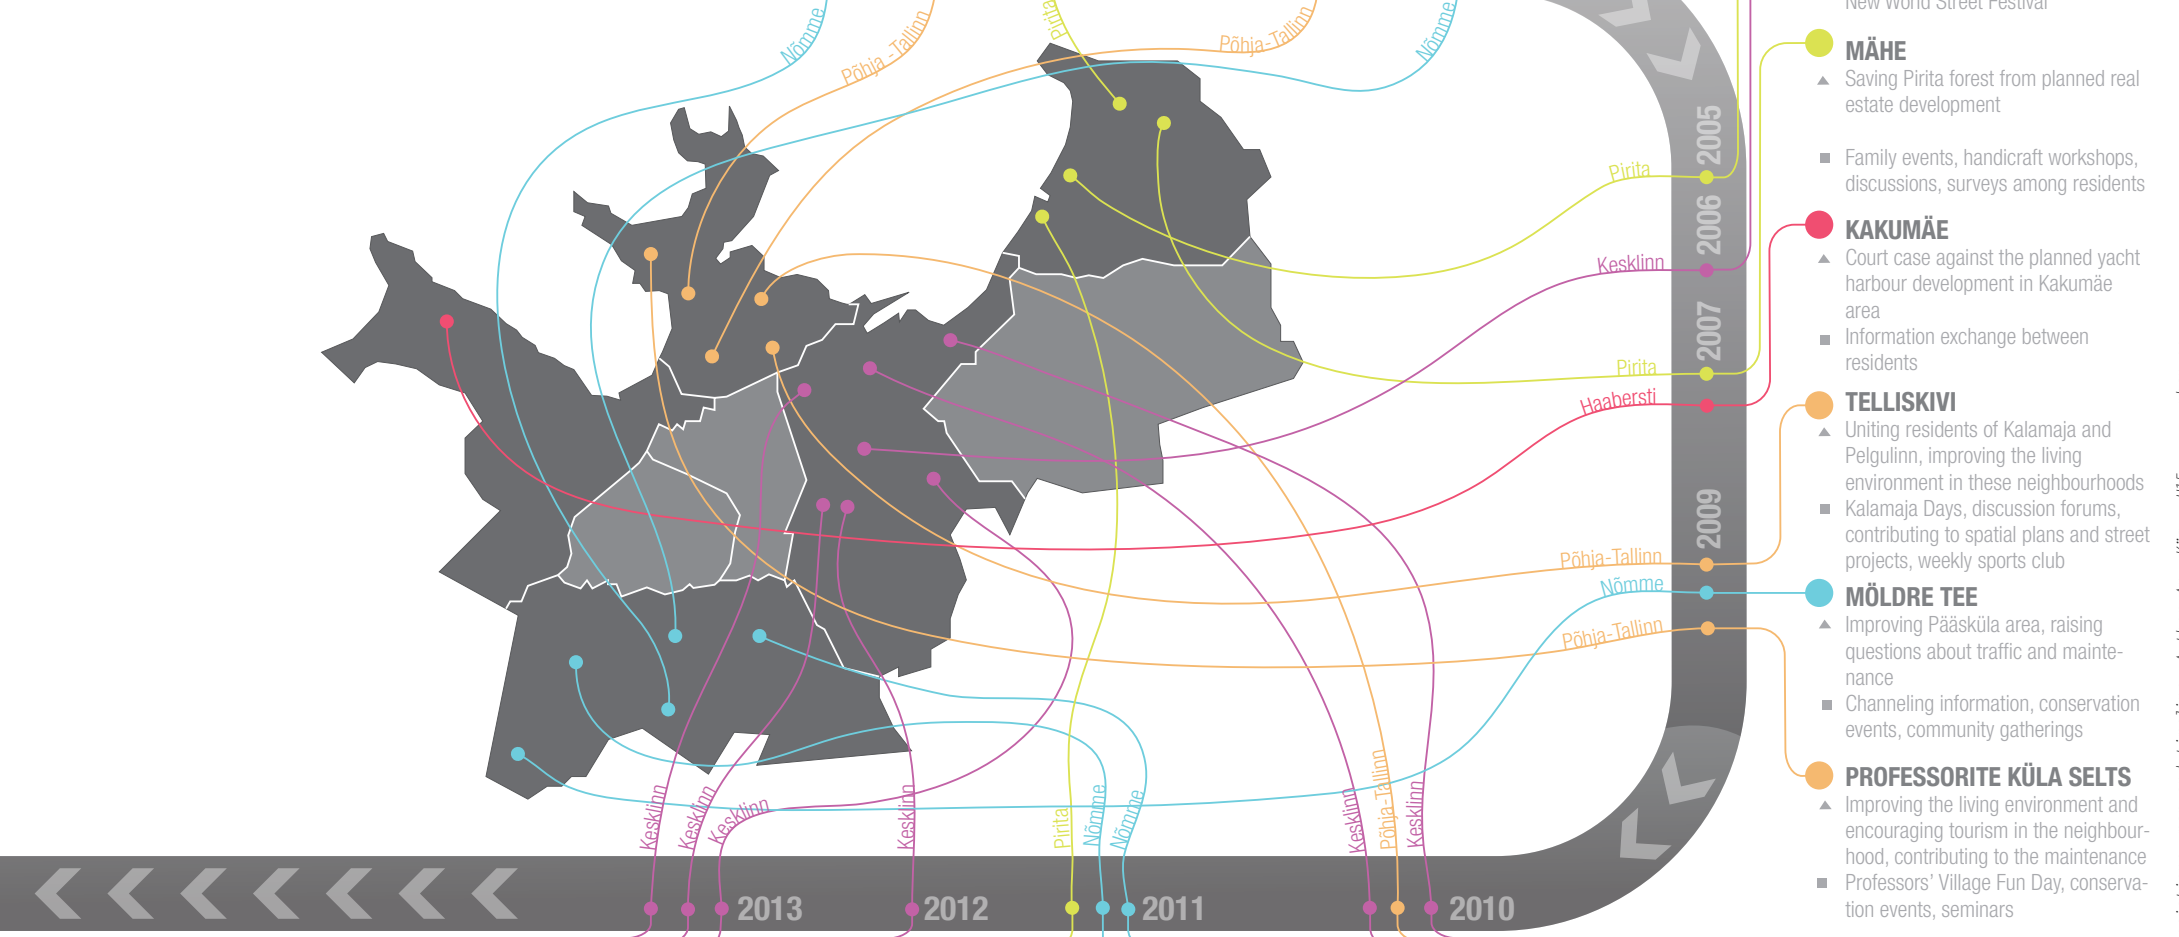 Nõmme
Põhja -Tallinn
Pirita
Põhja-Tallinn
Nõmme
Pirita
Kesklinn
Pirita
Haabersti
Põhja-Tallinn
Nõmme
Põhja-Tallinn
2005
2006
2007
2009
Kesklinn
Kesklinn
Kesklinn
Kesklinn
Pirita
Nõmme
Nõmme
Kesklinn
Põhja-Tallinn
Kesklinn
2013
2012
2011
2010
New World Street Festival
MÄHE
Saving Pirita forest from planned real
estate development
Family events, handicraft workshops,
discussions, surveys among residents
KAKUMÄE
Court case against the planned yacht
harbour development in Kakumäe
area
Information exchange between
residents
TELLISKIVI
Uniting residents of Kalamaja and
Pelgulinn, improving the living
environment in these neighbourhoods
Kalamaja Days, discussion forums,
contributing to spatial plans and street
projects, weekly sports club
MÖLDRE TEE
Improving Pääsküla area, raising
questions about traffic and mainte-
nance
Channeling information, conservation
events, community gatherings
PROFESSORITE KÜLA SELTS
Improving the living environment and
encouraging tourism in the neighbour-
hood, contributing to the maintenance
Professors' Village Fun Day, conserva-
tion events, seminars